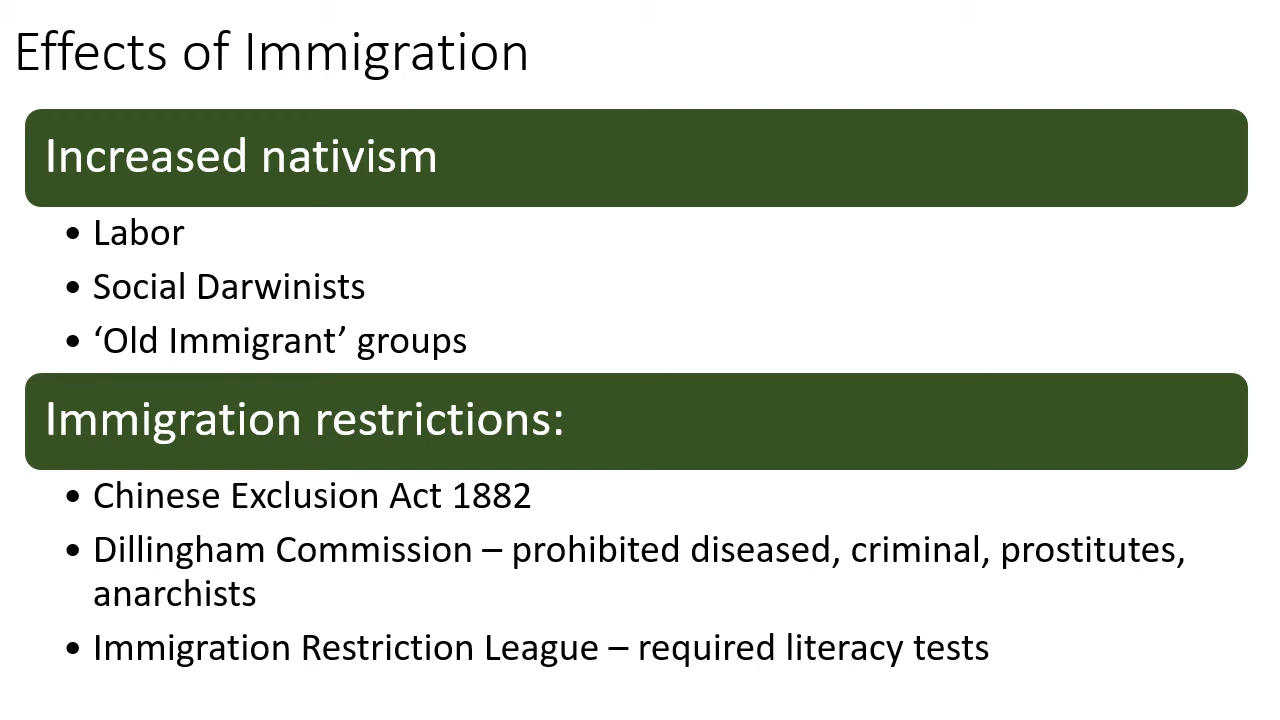 Effects of Immigration
Increased nativism
• Labor
• Social Darwinists
• ‘Old Immigrant’ groups
Immigration restrictions:
• Chinese Exclusion Act 1882
• Dillingham Commission – prohibited diseased, criminal, prostitutes,
anarchists
• Immigration Restriction League – required literacy tests